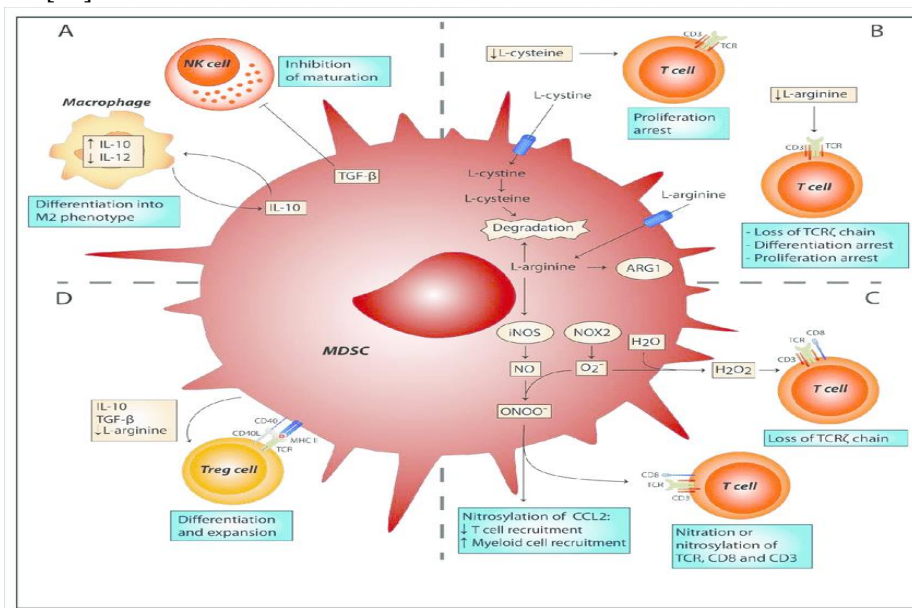 A
NK cell
Inhibition
of maturation
Macrophage
↑ IL-10
↓ IL-12
Differentiation into
M2 phenotype
TGF-β
IL-10
B
↓L-cysteine
CD3
TCR
T cell
Proliferation
arrest
L-cystine
L-cystine
L-cysteine
Degradation
L-arginine
L-arginine
ARG1
↓L-arginine
CD3
TCR
T cell
- Loss of TCRζ chain
- Differentiation arrest
- Proliferation arrest
MDSC
C
iNOS
NOX2
H2O
NO
O2⁻
ONOO⁻
H2O2
CD8
TCR
CD3
T cell
Loss of TCRζ chain
CD8
TCR
CD3
T cell
Nitrosylation of CCL2:
↓ T cell recruitment
↑ Myeloid cell recruitment
Nitration or
nitrosylation of
TCR, CD8 and CD3
D
IL-10
TGF-β
↓L-arginine
CD40
CD40L
MHC II
TCR
Treg cell
Differentiation
and expansion